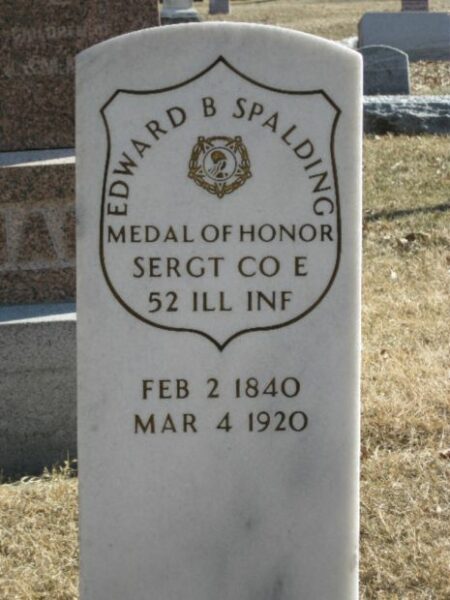 EDWARD B SPALDING
MEDAL OF HONOR
SERGT CO E
52 ILL INF
FEB 2 1840
MAR 4 1920